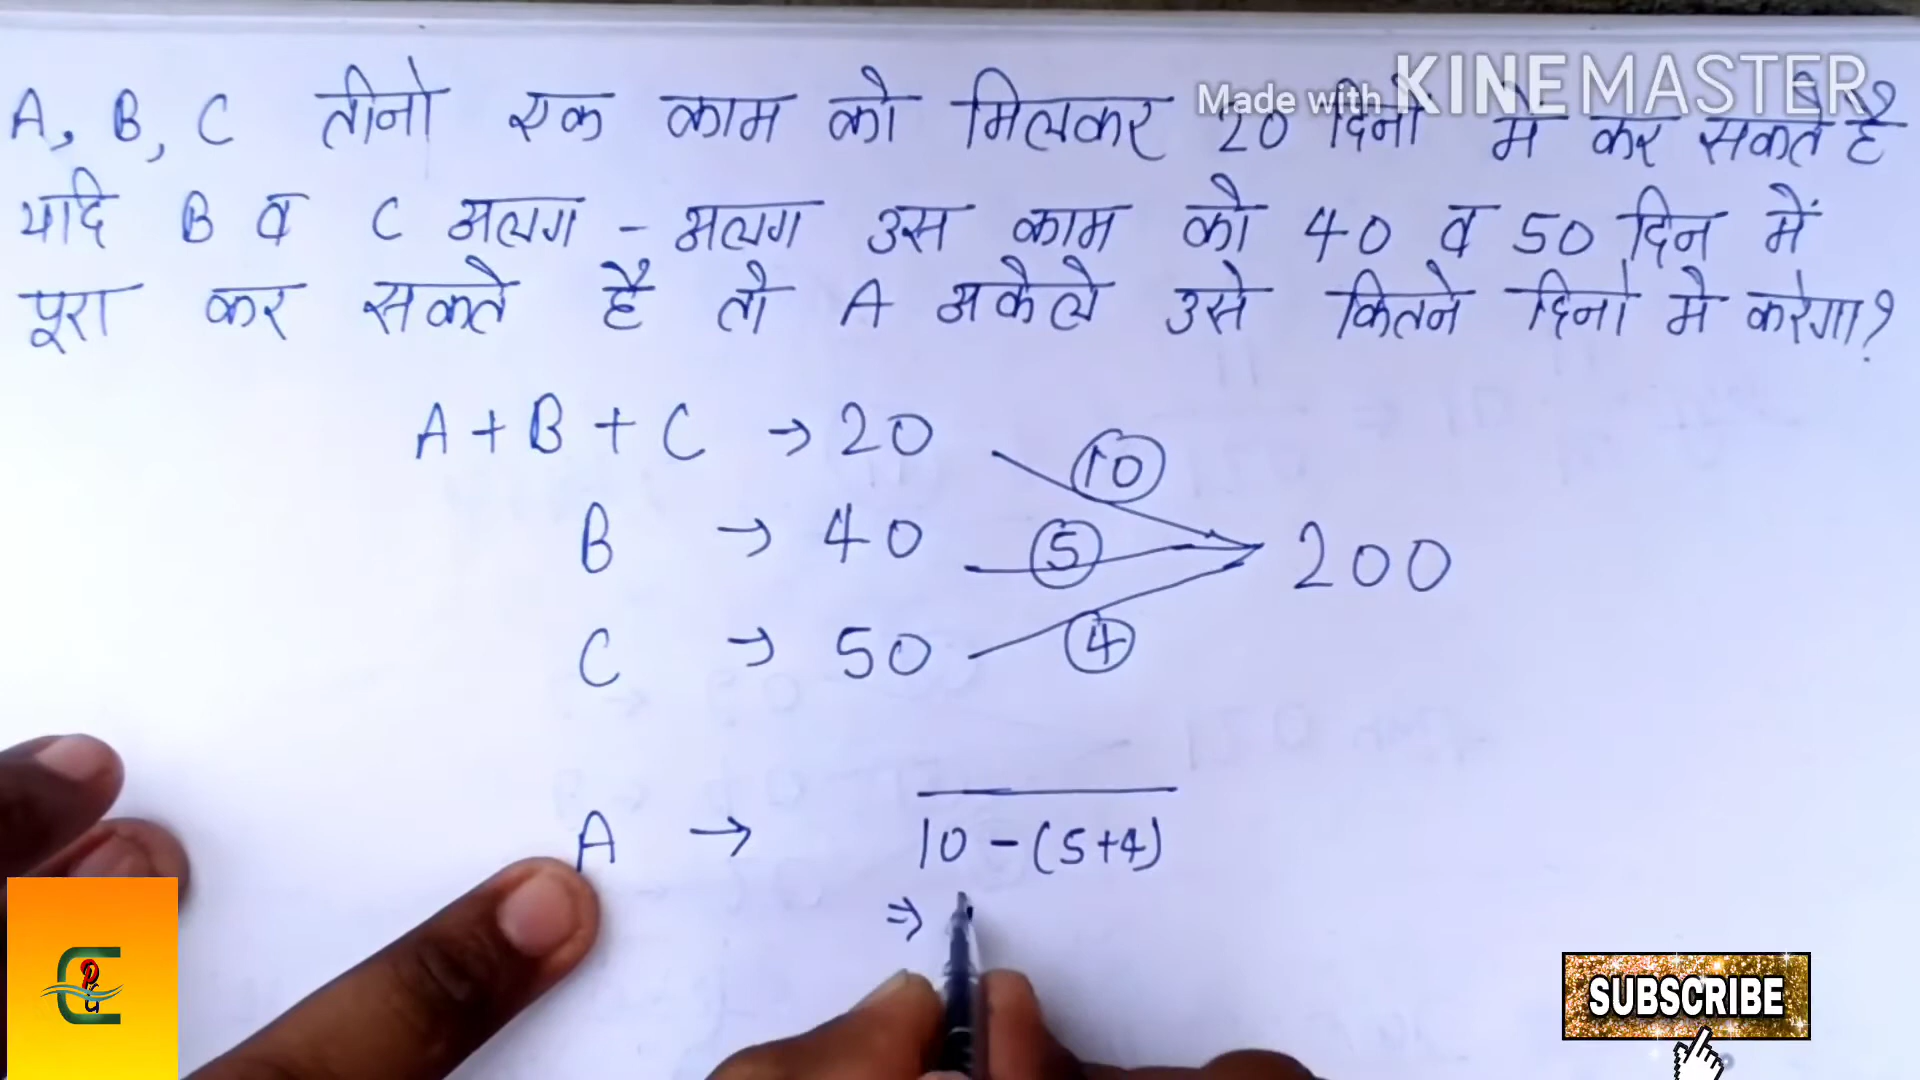 Made with KINEMASTER
A, B, C तीनो एक काम को मिलकर 20 दिनों में कर सकते है
यदि B व C अलग - अलग उस काम को 40 व 50 दिन में
पूरा कर सकते है तो A अकेले उसे कितने दिनो मे करेगा?
A + B + C → 20
10
B → 40
5
200
C → 50
4
A →
10 - (5+4)
⇒
SUBSCRIBE